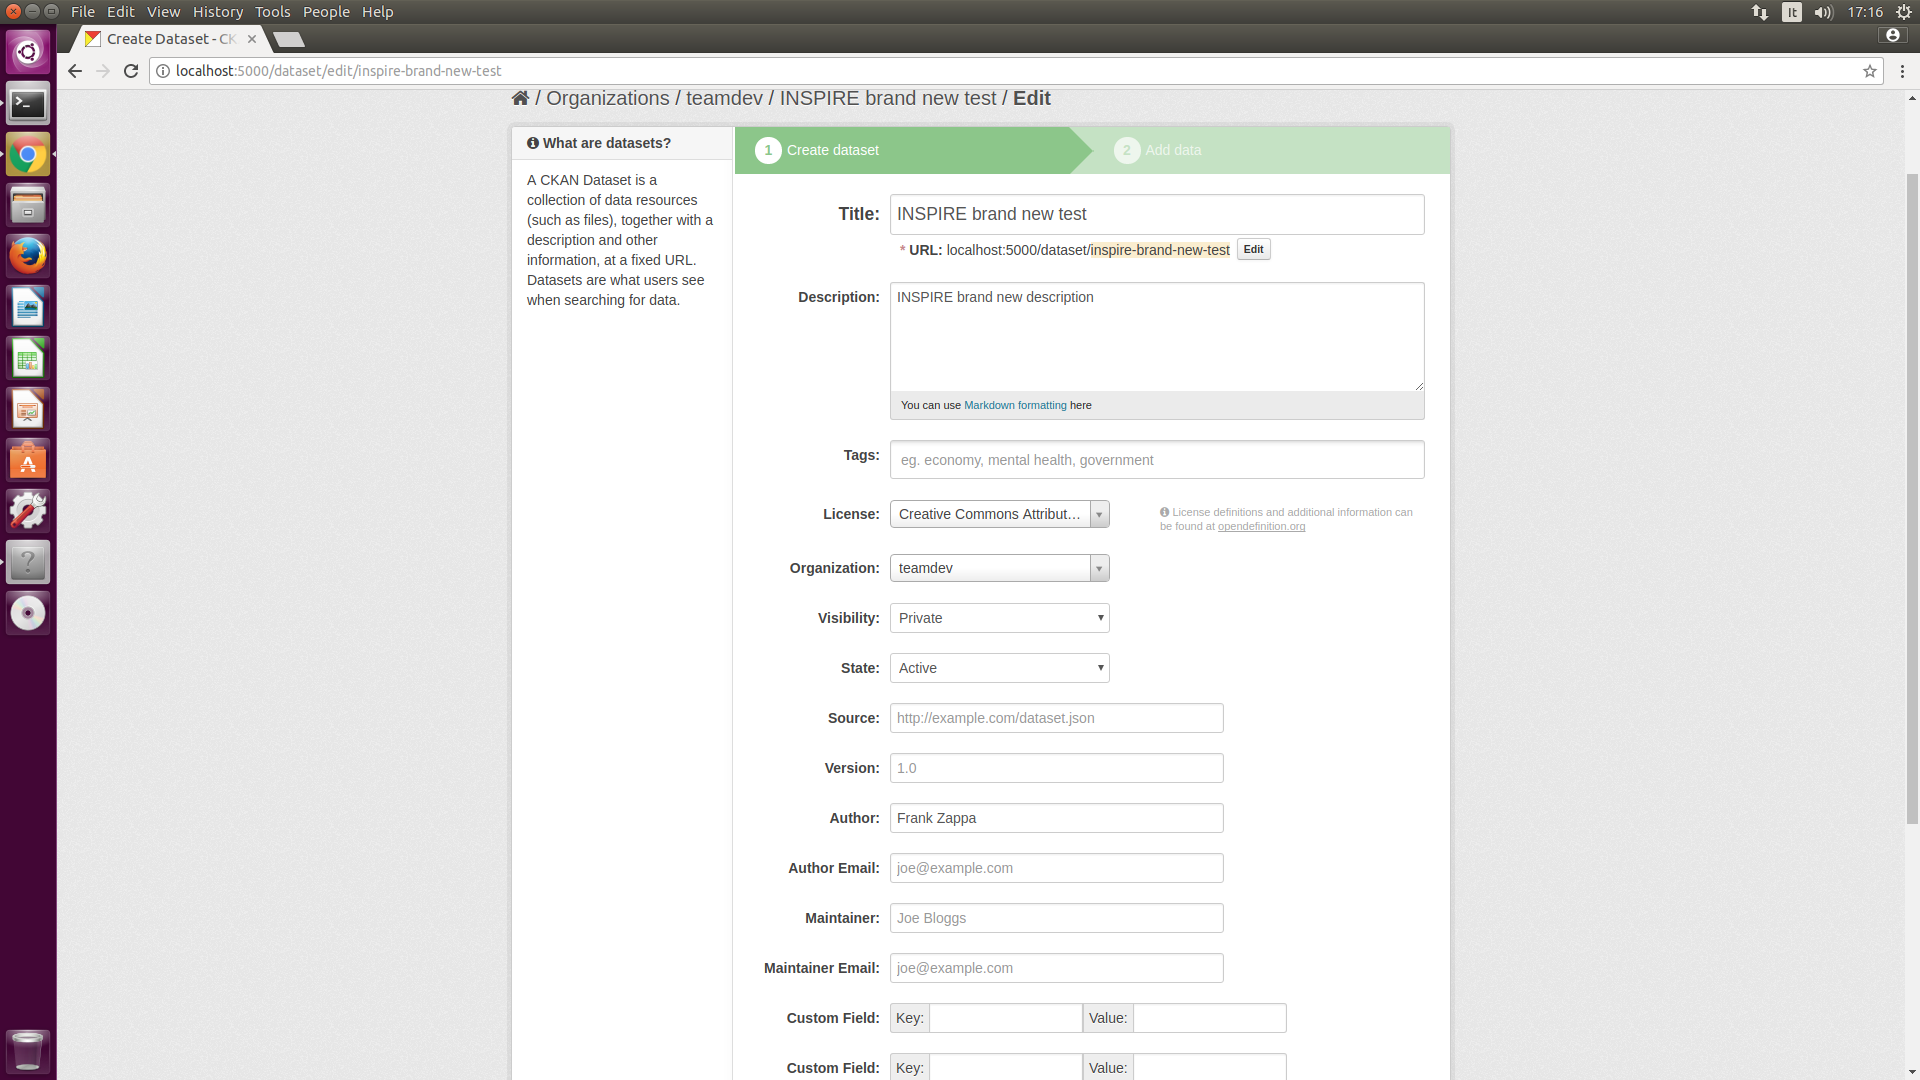 File Edit View History Tools People Help
It
17:16
Create Dataset - CK
localhost:5000/dataset/edit/inspire-brand-new-test
/ Organizations / teamdev / INSPIRE brand new test / Edit
What are datasets?
A CKAN Dataset is a
collection of data resources
(such as files), together with a
description and other
information, at a fixed URL.
Datasets are what users see
when searching for data.
1 Create dataset
2 Add data
Title: INSPIRE brand new test
* URL: localhost:5000/dataset/inspire-brand-new-test Edit
Description: INSPIRE brand new description
You can use Markdown formatting here
Tags: eg. economy, mental health, government
License: Creative Commons Attribut...
License definitions and additional information can
be found at opendefinition.org
Organization: teamdev
Visibility: Private
State: Active
Source: http://example.com/dataset.json
Version: 1.0
Author: Frank Zappa
Author Email: joe@example.com
Maintainer: Joe Bloggs
Maintainer Email: joe@example.com
Custom Field: Key: Value:
Custom Field: Key: Value: